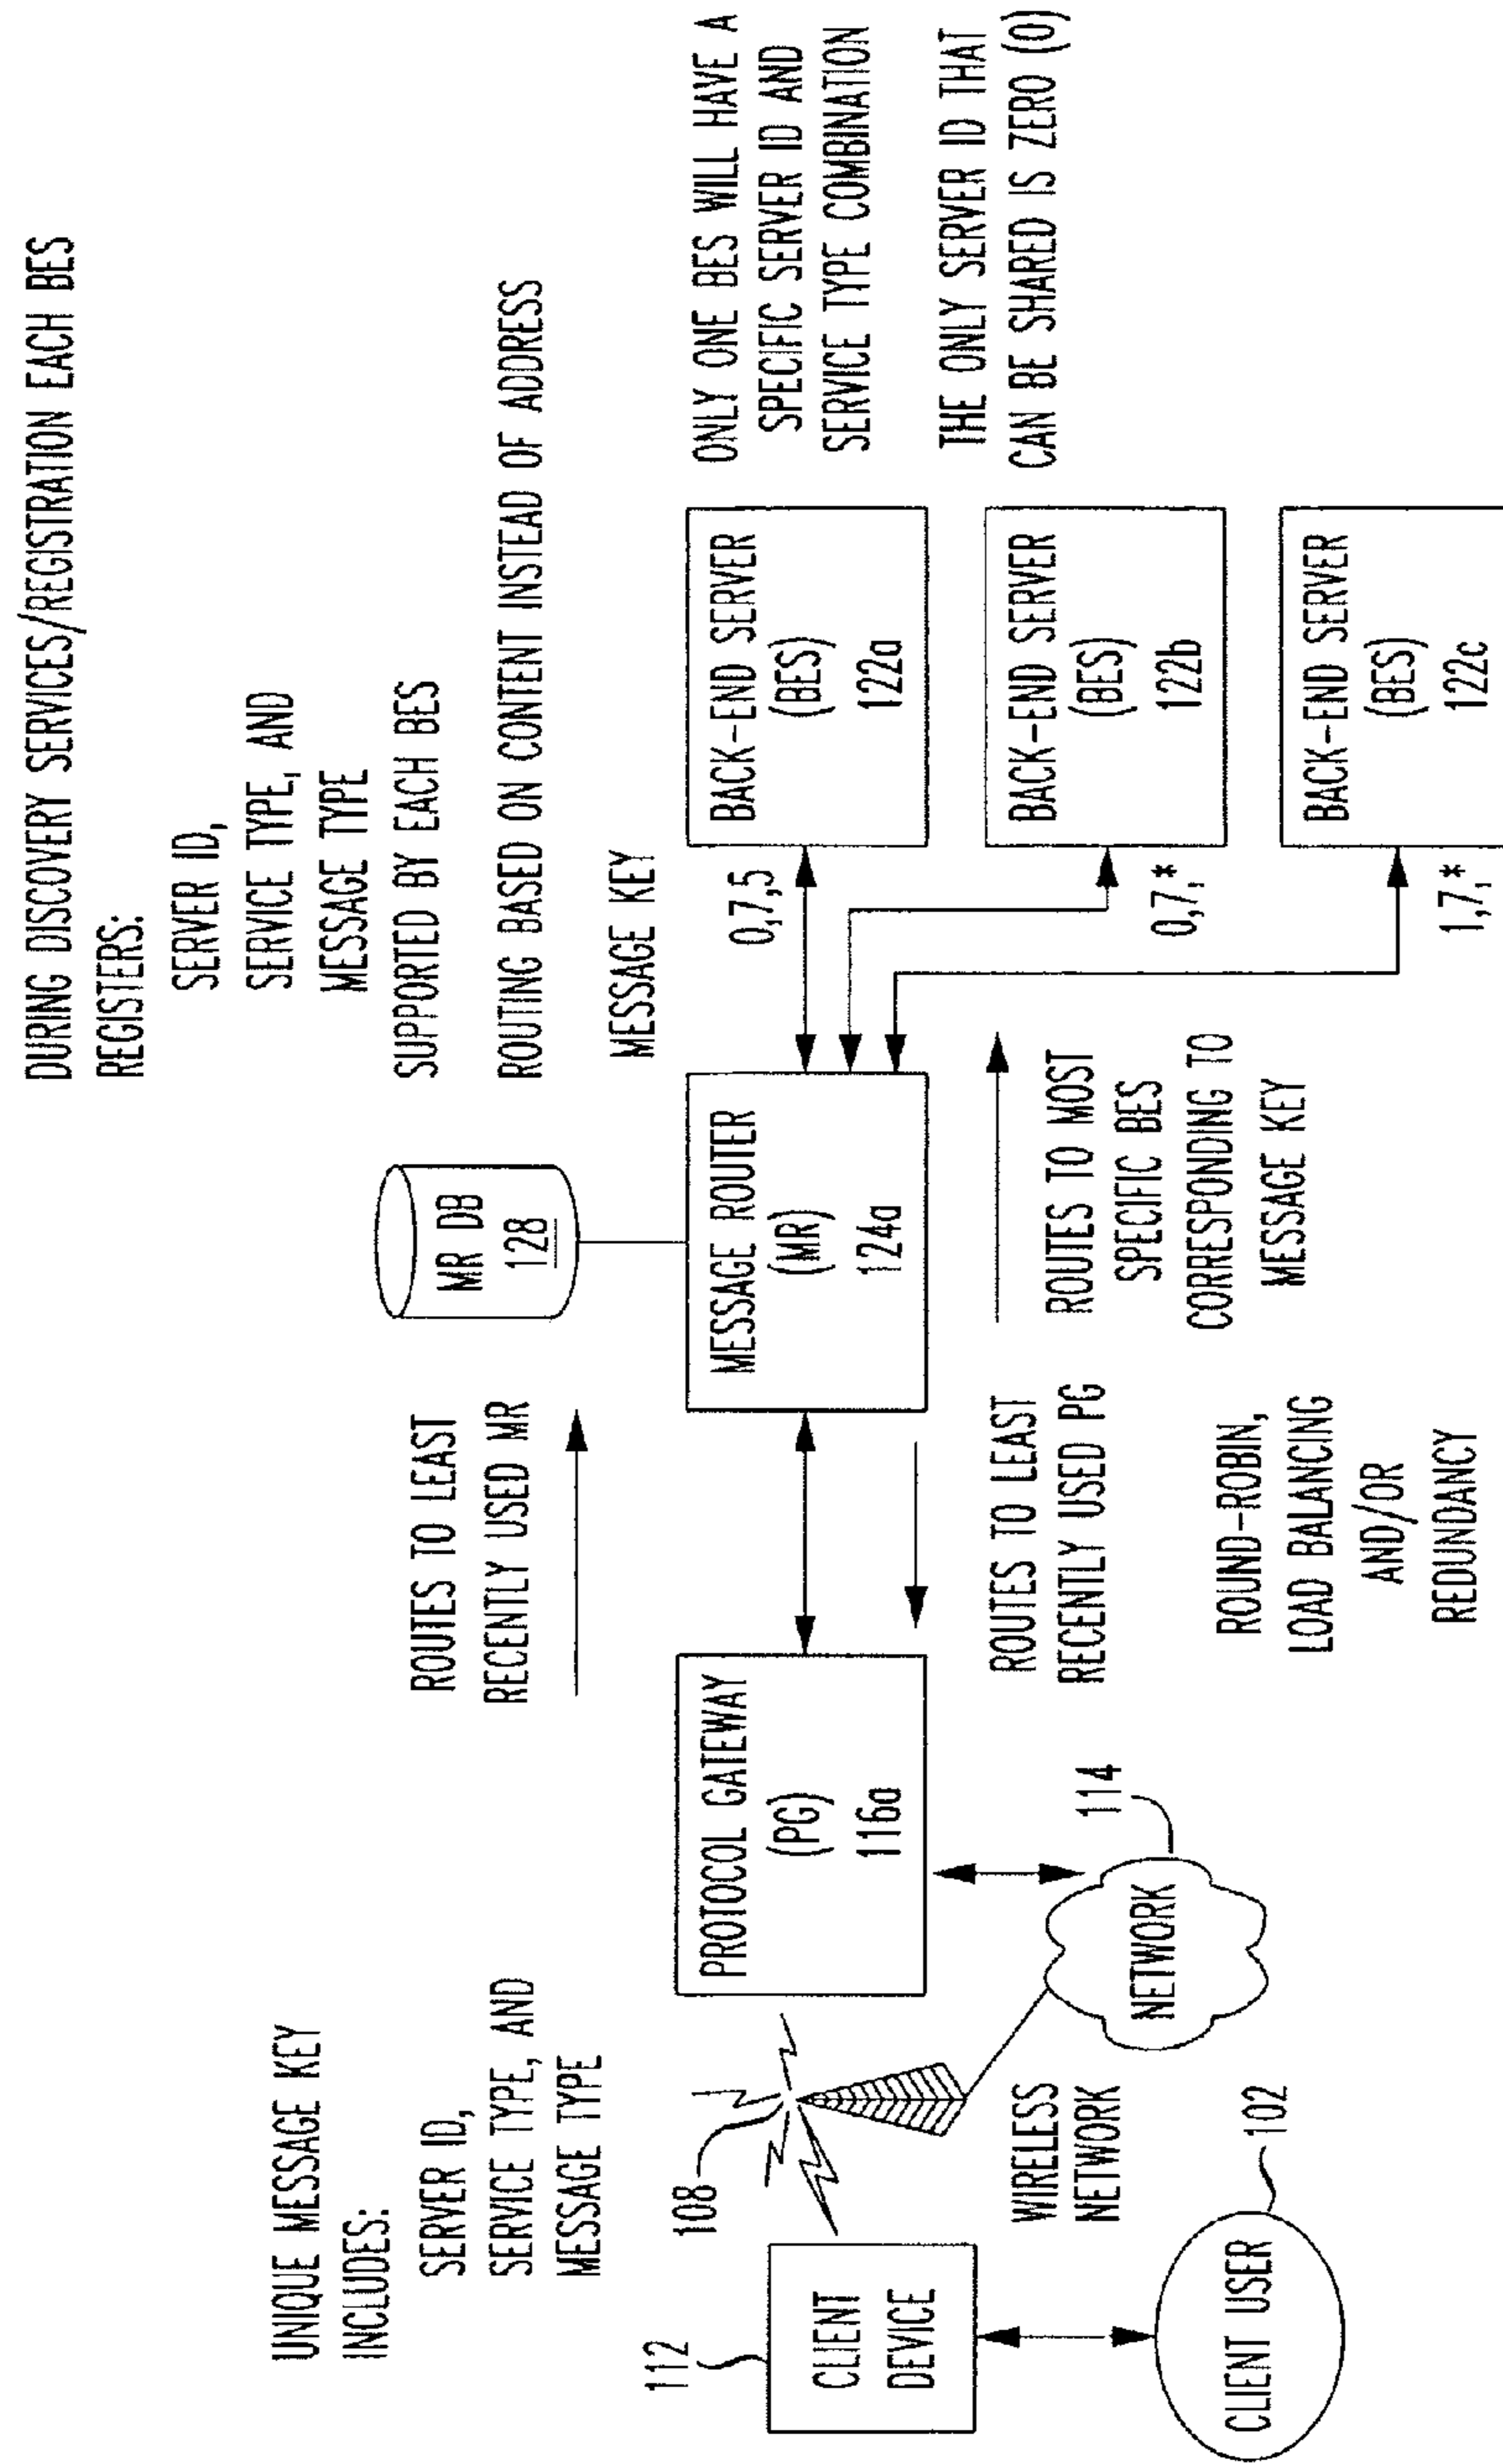 DURING DISCOVERY SERVICES/REGISTRATION EACH BES
REGISTERS:
SERVER ID,
SERVICE TYPE, AND
MESSAGE TYPE
SUPPORTED BY EACH BES
ROUTING BASED ON CONTENT INSTEAD OF ADDRESS
UNIQUE MESSAGE KEY
INCLUDES:
SERVER ID,
SERVICE TYPE, AND
MESSAGE TYPE
ROUTES TO LEAST
RECENTLY USED MR
MR DB
128
MESSAGE KEY
112
CLIENT
DEVICE
108
WIRELESS
NETWORK
CLIENT USER
102
PROTOCOL GATEWAY
(PG)
116a
NETWORK
114
MESSAGE ROUTER
(MR)
124a
ROUTES TO LEAST
RECENTLY USED PG
ROUND-ROBIN,
LOAD BALANCING
AND/OR
REDUNDANCY
ROUTES TO MOST
SPECIFIC BES
CORRESPONDING TO
MESSAGE KEY
0,7,5
0,7,*
1,7,*
BACK-END SERVER
(BES)
122a
BACK-END SERVER
(BES)
122b
BACK-END SERVER
(BES)
122c
ONLY ONE BES WILL HAVE A
SPECIFIC SERVER ID AND
SERVICE TYPE COMBINATION
THE ONLY SERVER ID THAT
CAN BE SHARED IS ZERO (0)